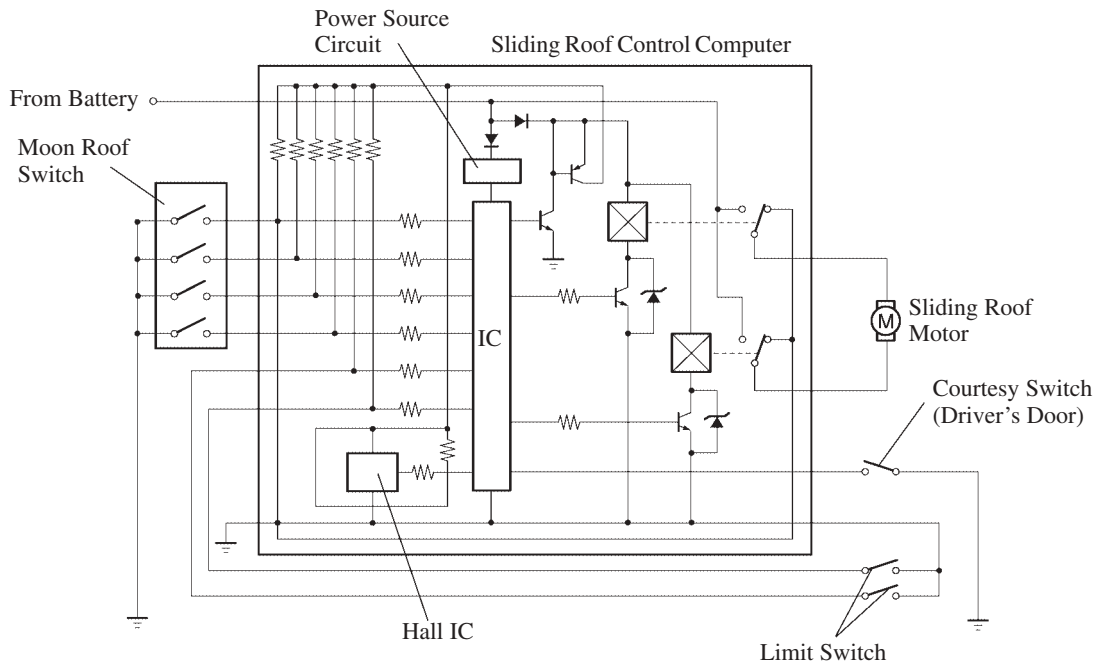 Power Source
Circuit
Sliding Roof Control Computer
From Battery
Moon Roof
Switch
IC
M
Sliding Roof
Motor
Courtesy Switch
(Driver's Door)
Hall IC
Limit Switch